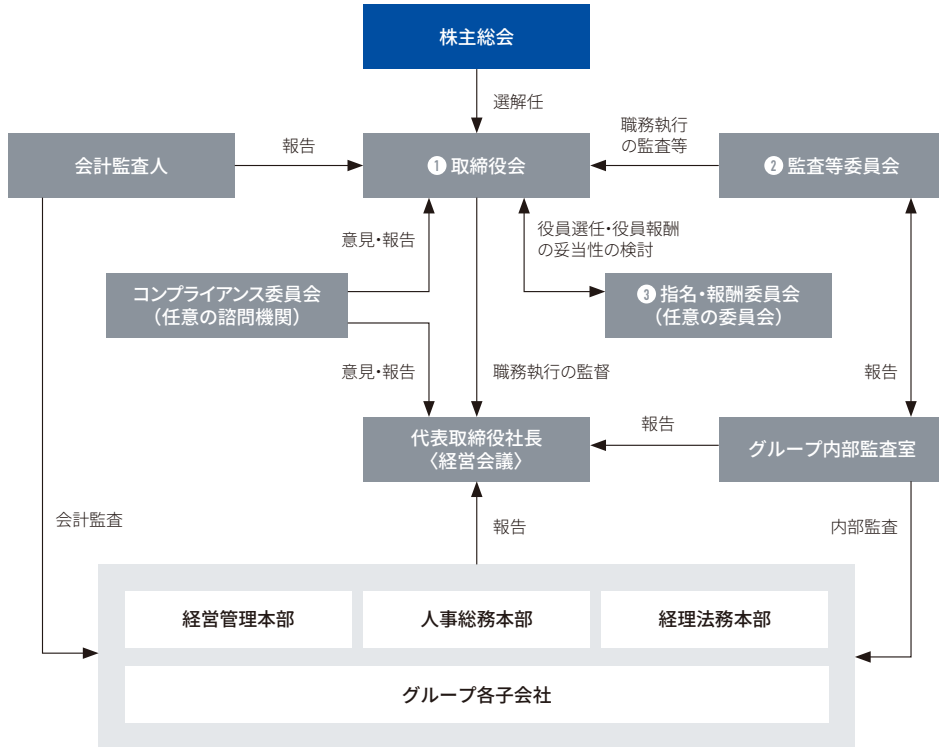 株主総会
選解任
会計監査人
報告
❶ 取締役会
職務執行
の監査等
❷ 監査等委員会
意見・報告
役員選任・役員報酬
の妥当性の検討
コンプライアンス委員会
（任意の諮問機関）
❸ 指名・報酬委員会
（任意の委員会）
意見・報告
職務執行の監督
報告
代表取締役社長
〈経営会議〉
報告
グループ内部監査室
会計監査
報告
内部監査
経営管理本部
人事総務本部
経理法務本部
グループ各子会社